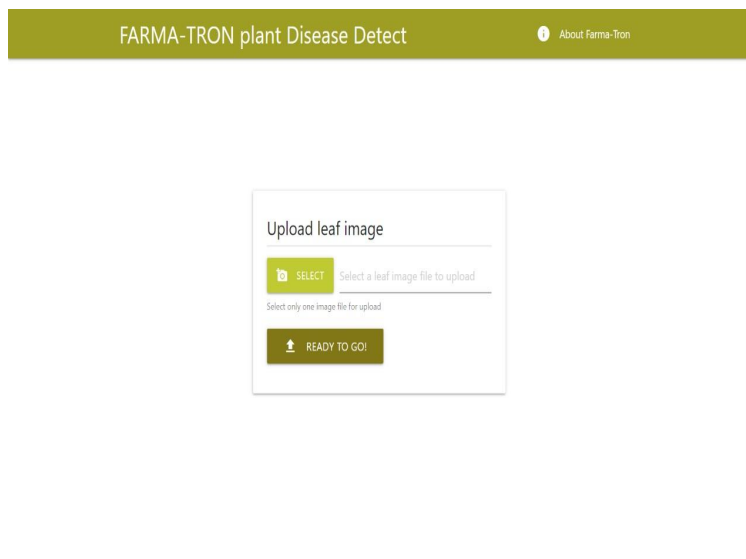 FARMA-TRON plant Disease Detect
About Farma-Tron
Upload leaf image
SELECT
Select a leaf image file to upload
Select only one image file for upload
READY TO GO!